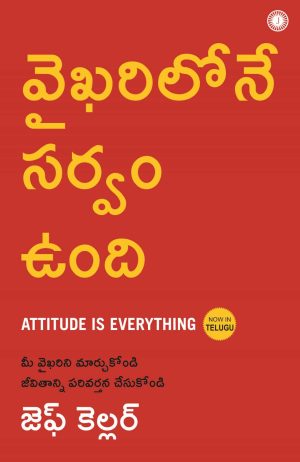 J
వైఖరిలోనే
సర్వం
ఉంది
ATTITUDE IS EVERYTHING
NOW IN
TELUGU
మీ వైఖరిని మార్చుకోండి
జీవితాన్ని పరివర్తన చేసుకోండి
జెఫ్ కెల్లర్